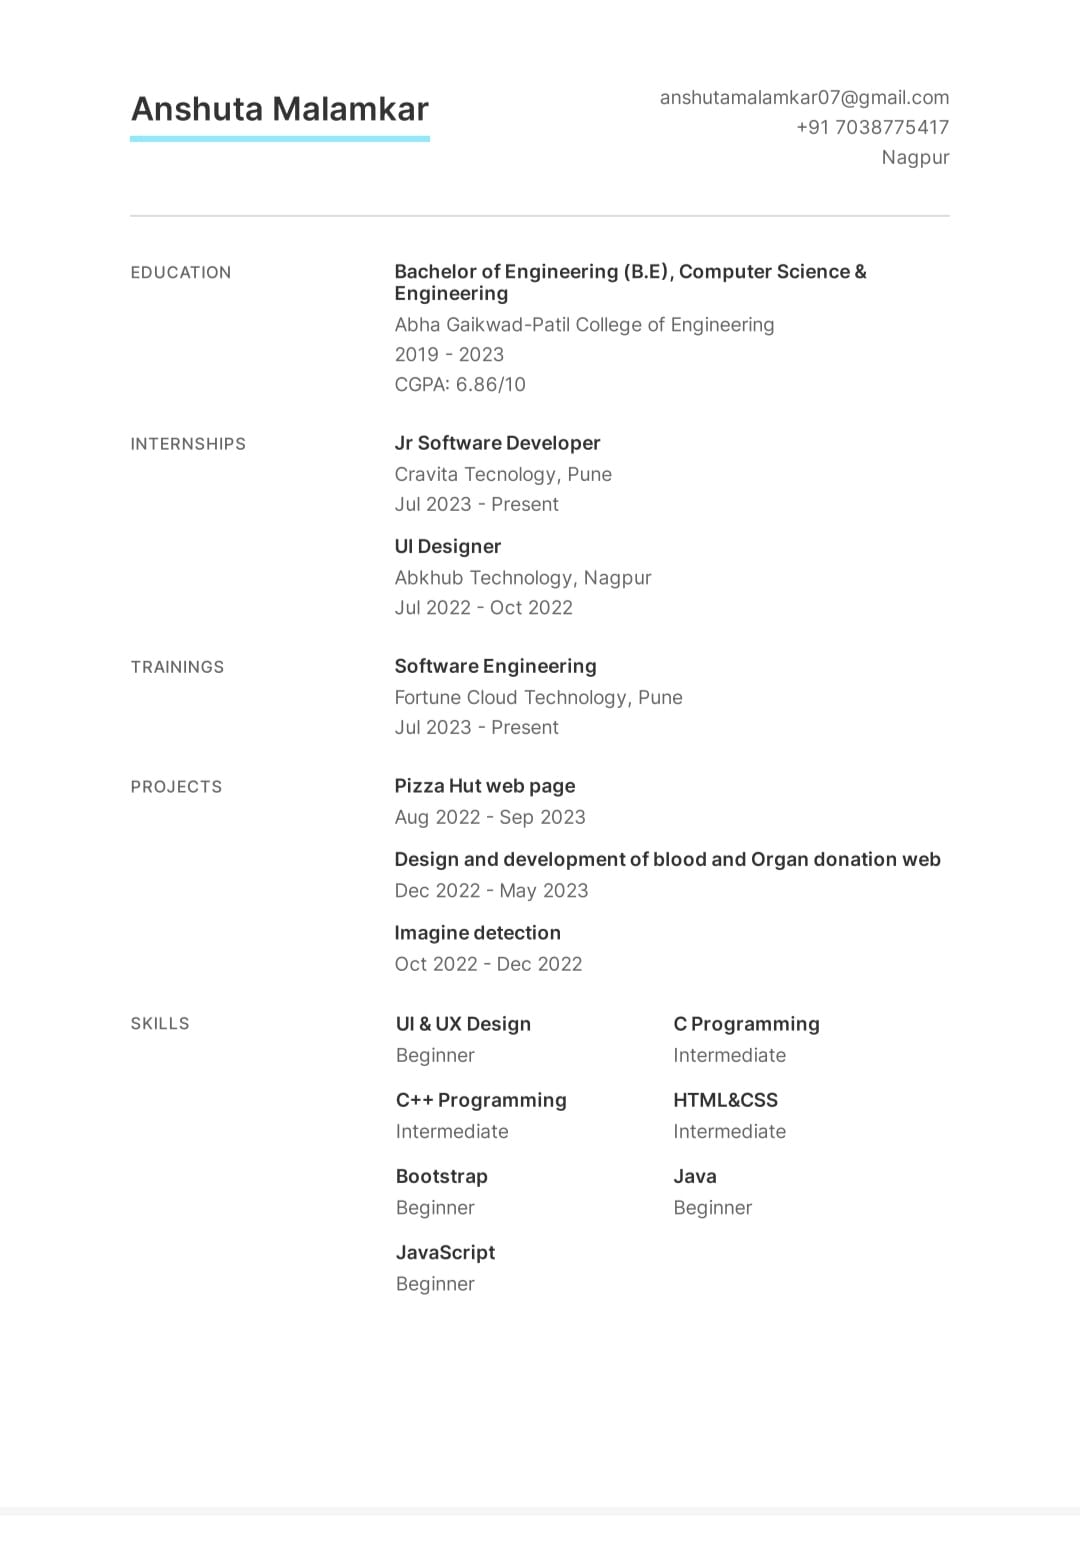 Anshuta Malamkar
anshutamalamkar07@gmail.com
+91 7038775417
Nagpur
EDUCATION
Bachelor of Engineering (B.E), Computer Science &
Engineering
Abha Gaikwad-Patil College of Engineering
2019 - 2023
CGPA: 6.86/10
INTERNSHIPS
Jr Software Developer
Cravita Tecnology, Pune
Jul 2023 - Present
UI Designer
Abkhub Technology, Nagpur
Jul 2022 - Oct 2022
TRAININGS
Software Engineering
Fortune Cloud Technology, Pune
Jul 2023 - Present
PROJECTS
Pizza Hut web page
Aug 2022 - Sep 2023
Design and development of blood and Organ donation web
Dec 2022 - May 2023
Imagine detection
Oct 2022 - Dec 2022
SKILLS
UI & UX Design
Beginner
C Programming
Intermediate
C++ Programming
Intermediate
HTML&CSS
Intermediate
Bootstrap
Beginner
Java
Beginner
JavaScript
Beginner